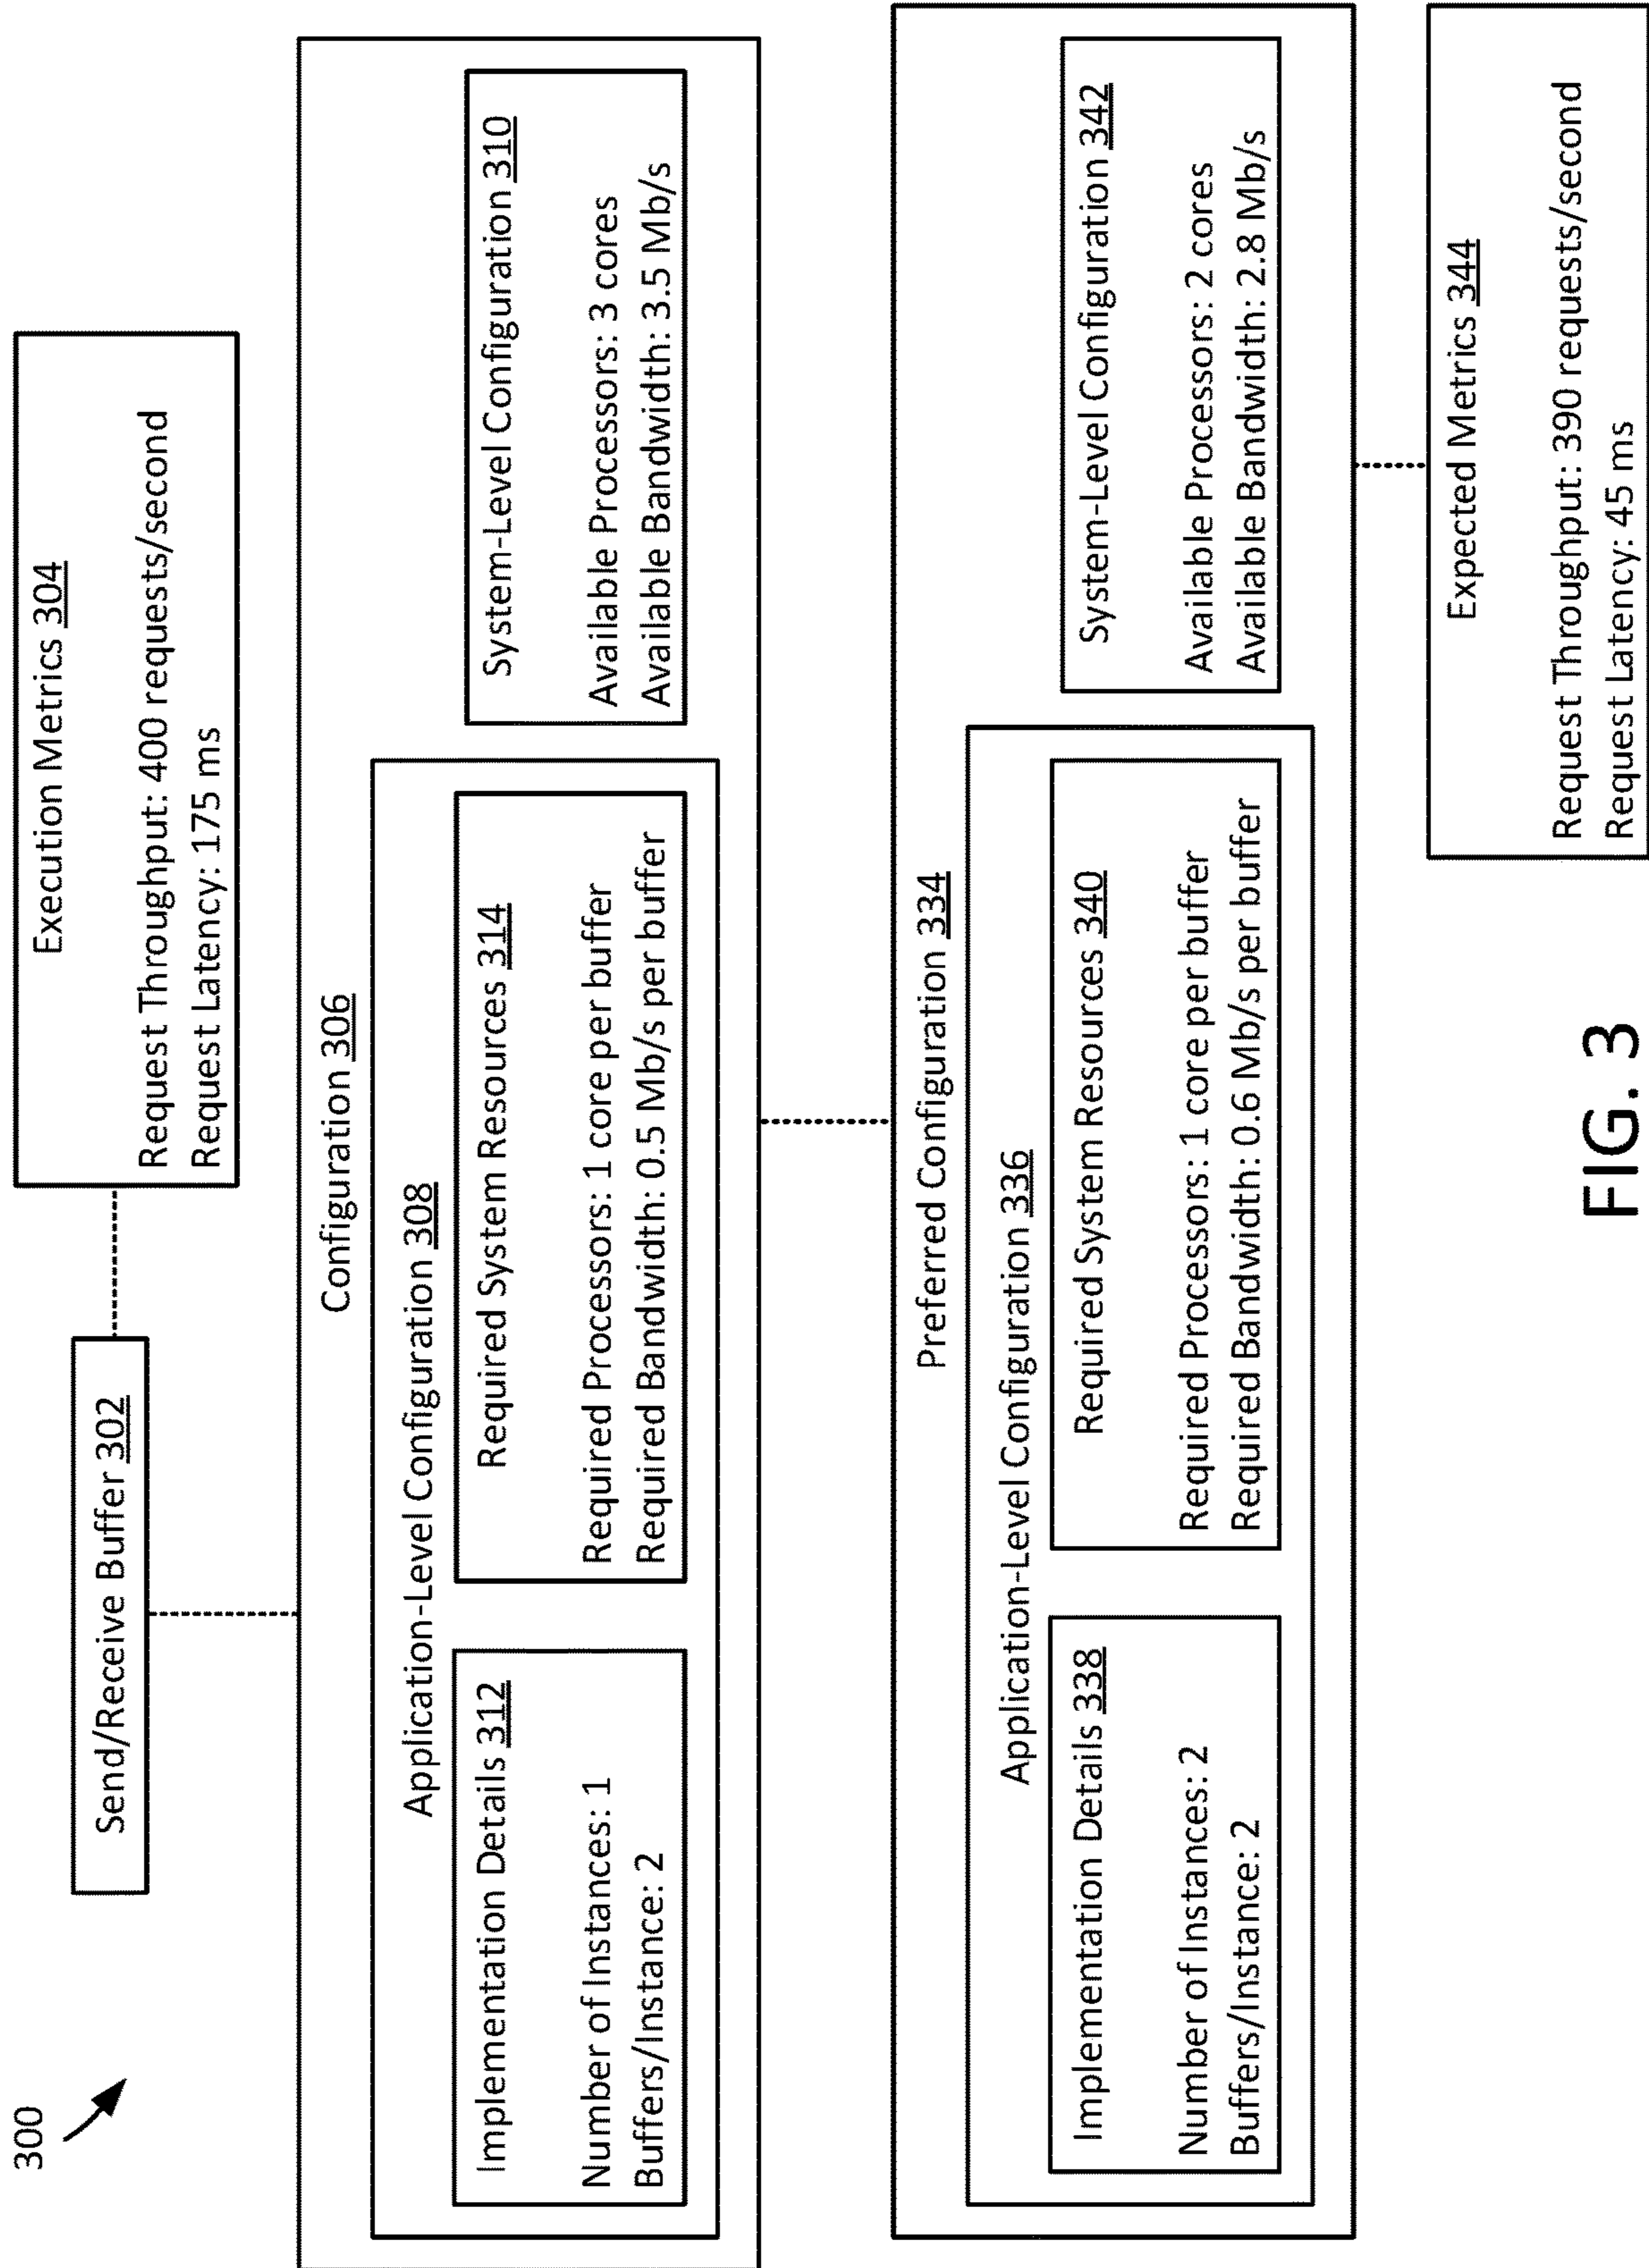 300
Send/Receive Buffer 302
Execution Metrics 304
Request Throughput: 400 requests/second
Request Latency: 175 ms
Configuration 306
Application-Level Configuration 308
Implementation Details 312
Number of Instances: 1
Buffers/Instance: 2
Required System Resources 314
Required Processors: 1 core per buffer
Required Bandwidth: 0.5 Mb/s per buffer
System-Level Configuration 310
Available Processors: 3 cores
Available Bandwidth: 3.5 Mb/s
Preferred Configuration 334
Application-Level Configuration 336
Implementation Details 338
Number of Instances: 2
Buffers/Instance: 2
Required System Resources 340
Required Processors: 1 core per buffer
Required Bandwidth: 0.6 Mb/s per buffer
System-Level Configuration 342
Available Processors: 2 cores
Available Bandwidth: 2.8 Mb/s
Expected Metrics 344
Request Throughput: 390 requests/second
Request Latency: 45 ms
FIG. 3